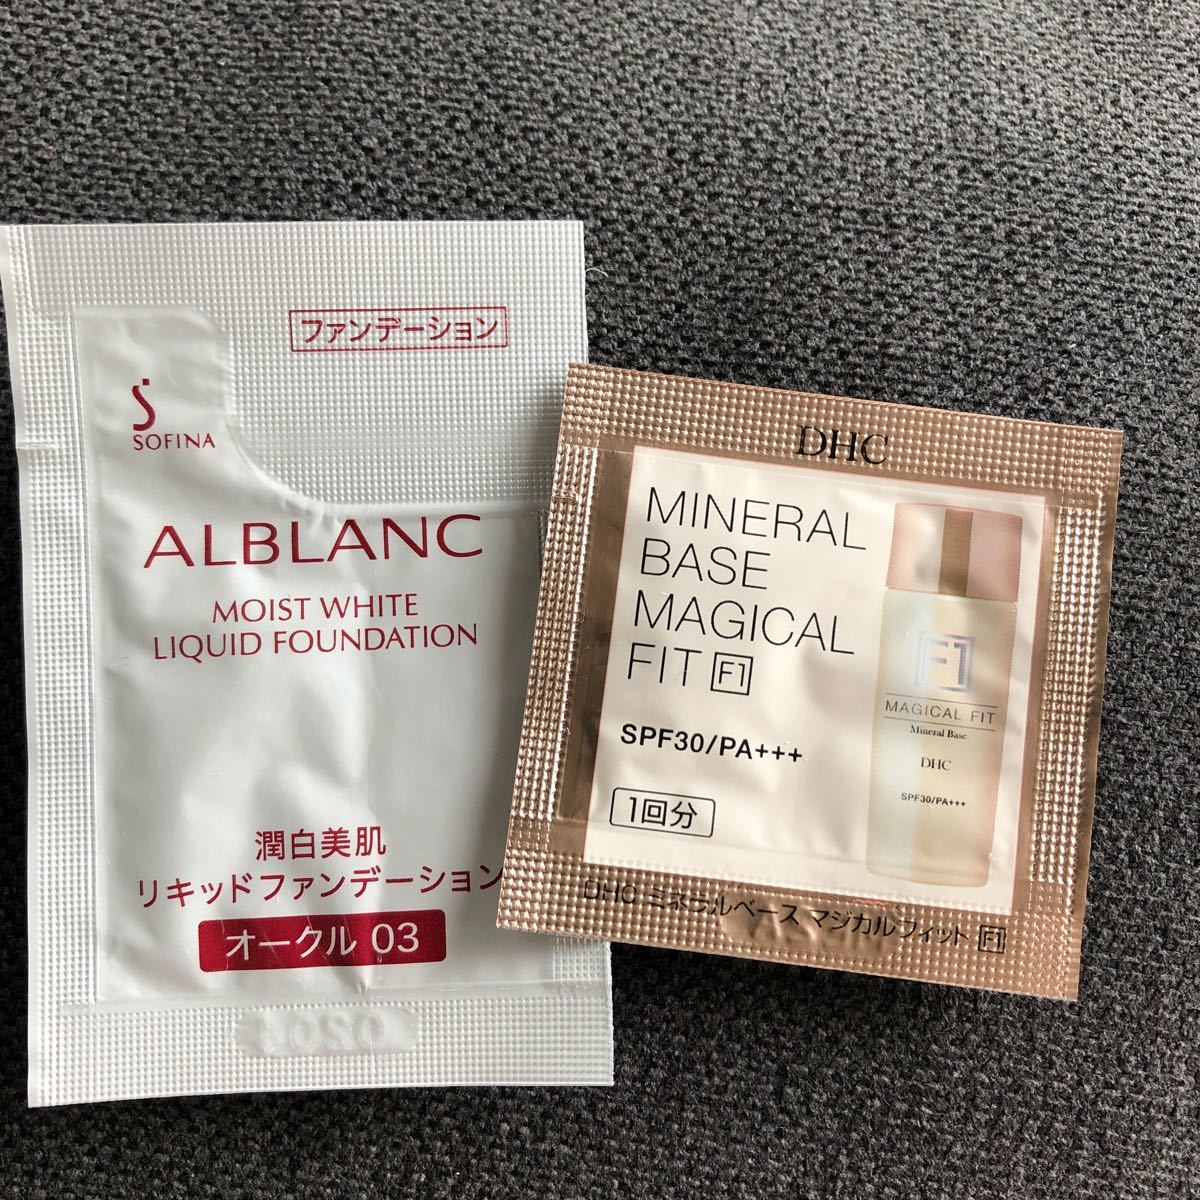 ファンデーション
S
SOFINA
ALBLANC
MOIST WHITE
LIQUID FOUNDATION
潤白美肌
リキッドファンデーション
オークル 03
DHC
MINERAL
BASE
MAGICAL
FIT F1
SPF30/PA+++
1回分
F1
MAGICAL FIT
Mineral Base
DHC
SPF30/PA+++
DHC ミネラルベース マジカルフィット F1